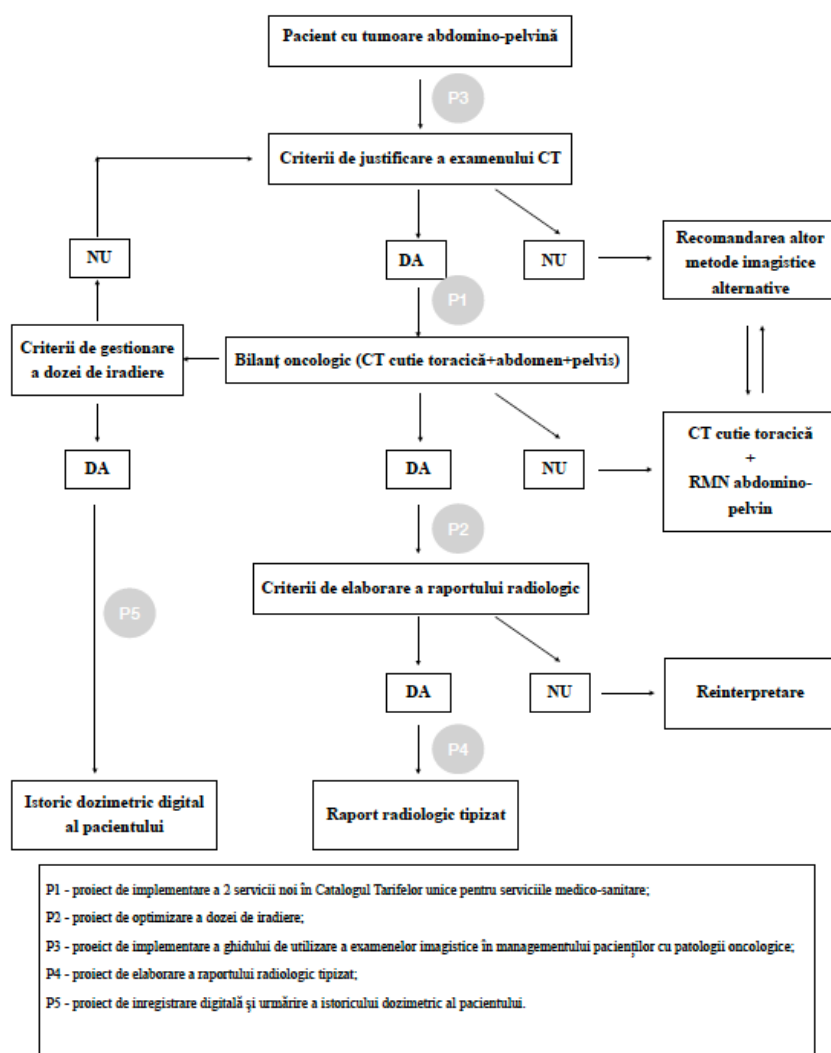 Pacient cu tumoare abdomino-pelvină
P3
Criterii de justificare a examenului CT
NU
DA
NU
Recomandarea altor
metode imagistice
alternative
P1
Criterii de gestionare
a dozei de iradiere
Bilanț oncologic (CT cutie toracică+abdomen+pelvis)
DA
DA
NU
CT cutie toracică
+
RMN abdomino-
pelvin
P2
Criterii de elaborare a raportului radiologic
P5
DA
NU
Reinterpretare
P4
Istoric dozimetric digital
al pacientului
Raport radiologic tipizat
P1 - proiect de implementare a 2 servicii noi în Catalogul Tarifelor unice pentru serviciile medico-sanitare;
P2 - proiect de optimizare a dozei de iradiere;
P3 - proeict de implementare a ghidului de utilizare a examenelor imagistice în managementului pacienților cu patologii oncologice;
P4 - proiect de elaborare a raportului radiologic tipizat;
P5 - proiect de inregistrare digitală și urmărire a istoricului dozimetric al pacientului.